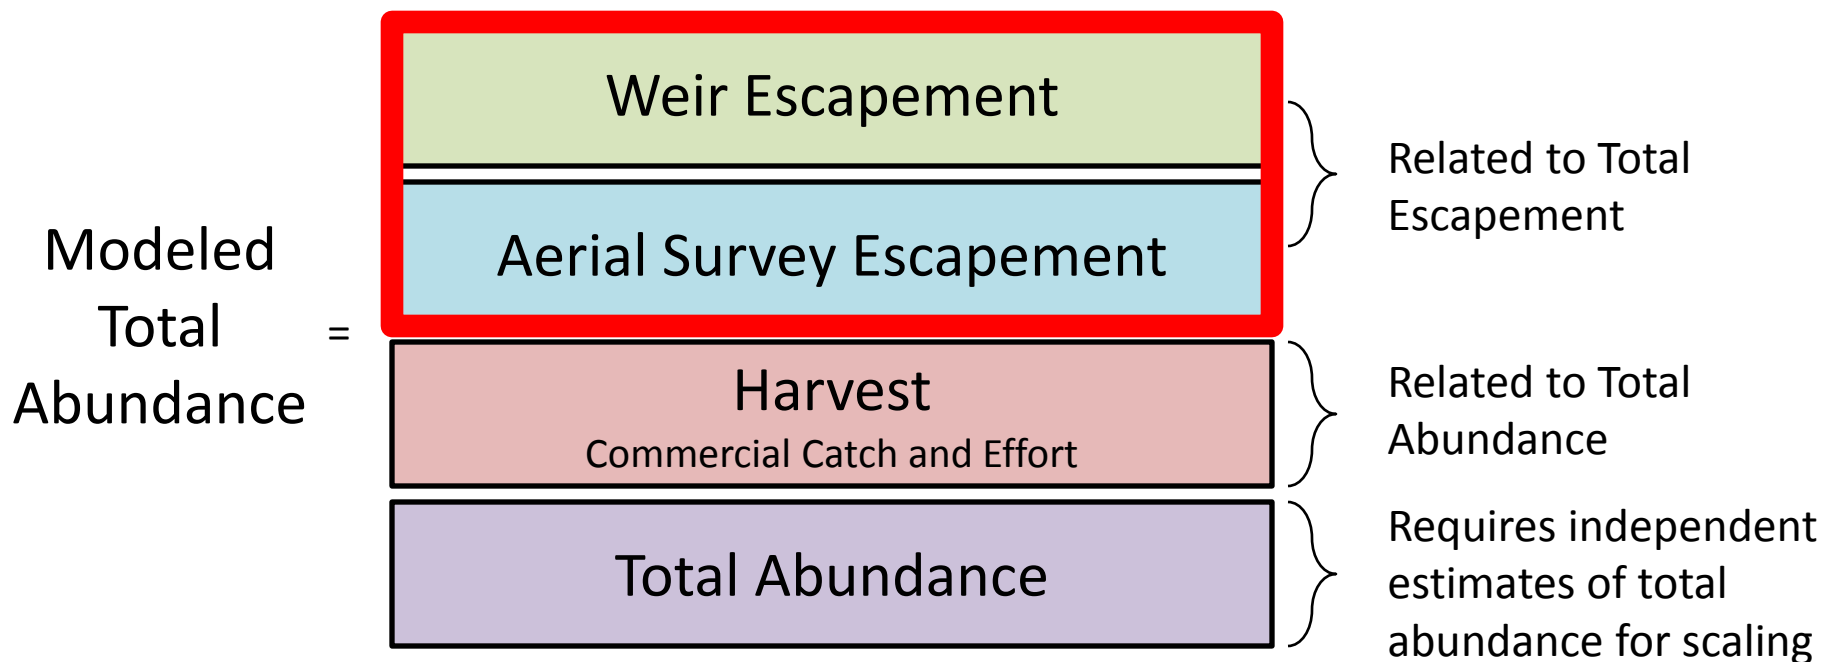 Modeled
Total
Abundance
=
Weir Escapement
Aerial Survey Escapement
Harvest
Commercial Catch and Effort
Total Abundance
Related to Total
Escapement
Related to Total
Abundance
Requires independent
estimates of total
abundance for scaling